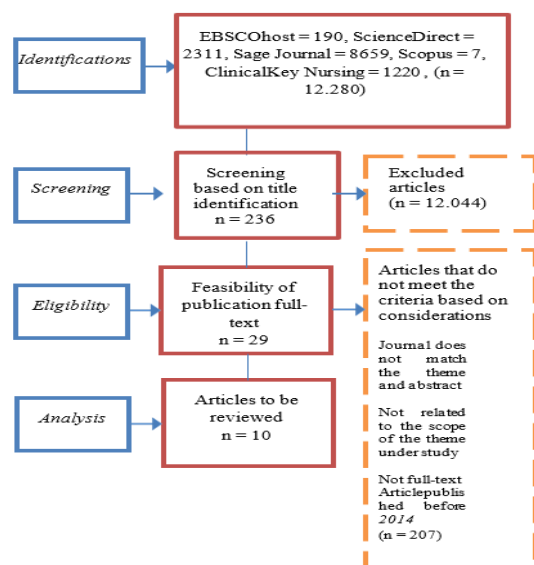 Identifications
EBSCOhost = 190, ScienceDirect =
2311, Sage Journal = 8659, Scopus = 7,
ClinicalKey Nursing = 1220 , (n =
12.280)
Screening
Screening
based on title
identification
n = 236
Excluded
articles
(n = 12.044)
Eligibility
Feasibility of
publication full-
text
n = 29
Articles that do
not meet the
criteria based on
considerations
Journal does
not match
the theme
and abstract
Not related
to the scope
of the theme
under study
Not full-text
Articlepublis
hed before
2014
(n = 207)
Analysis
Articles to be
reviewed
n = 10